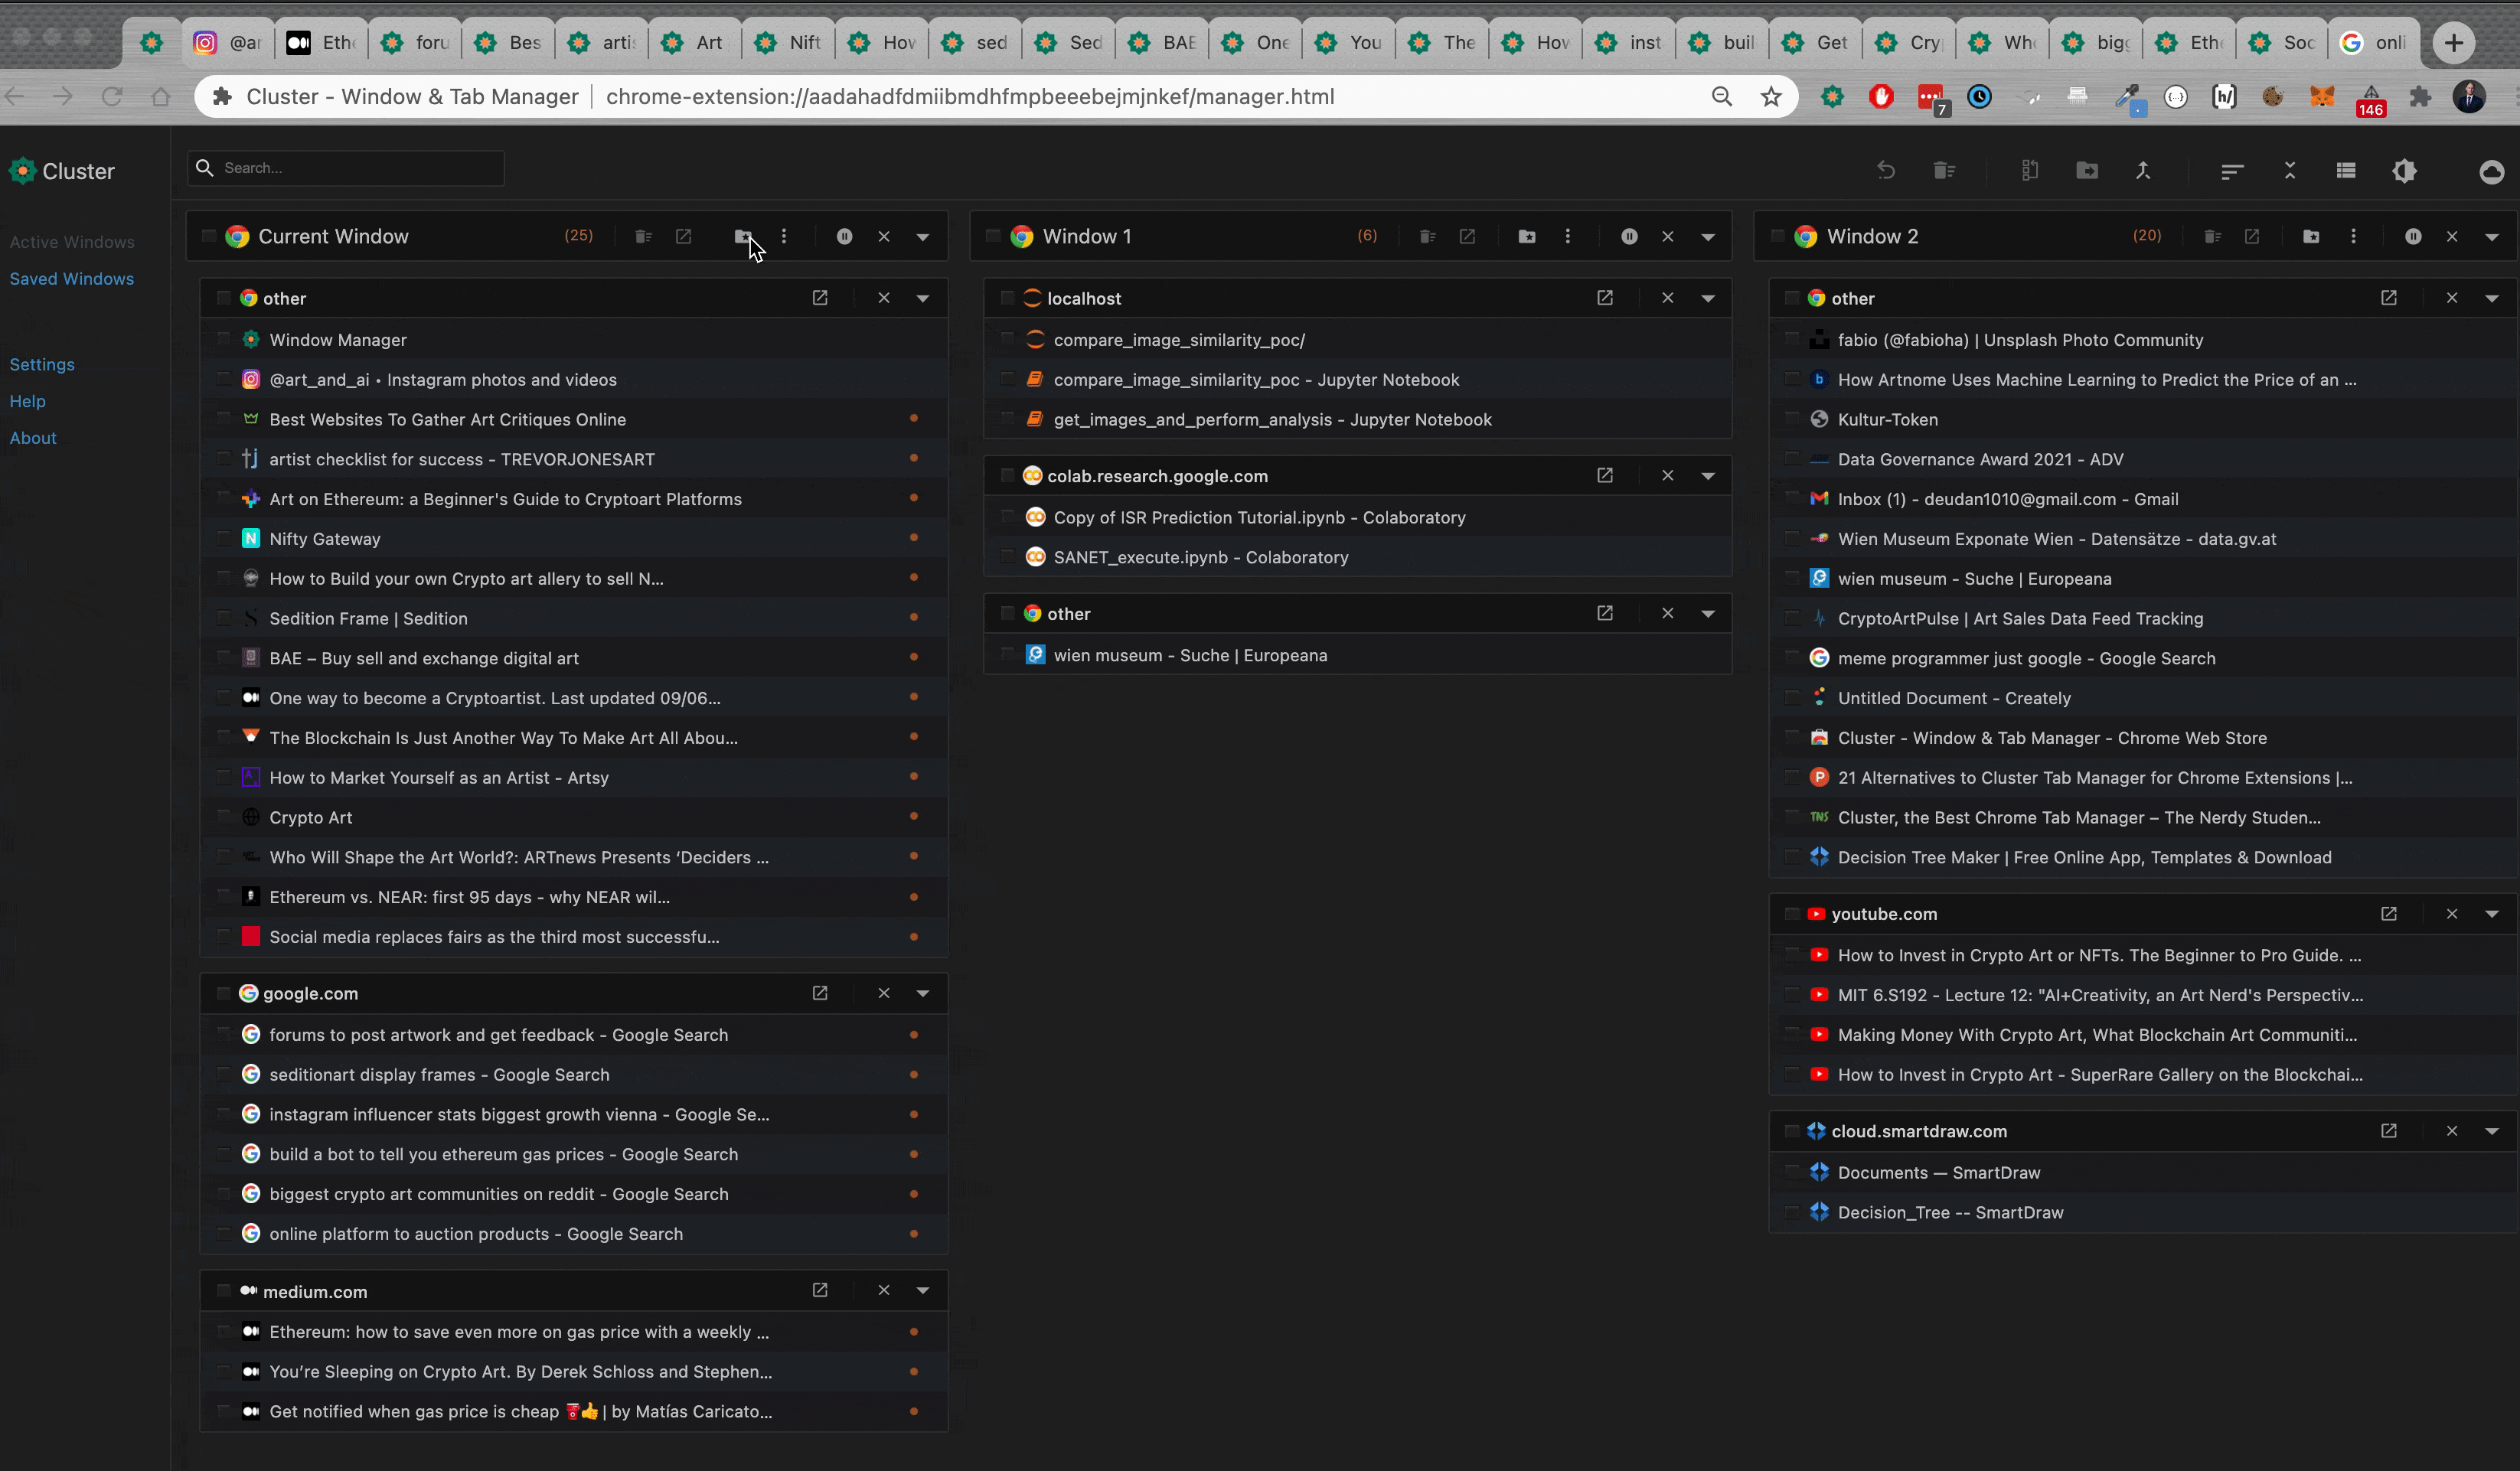 @ar
Eth
foru
Bes
arti
Art
Nift
How
sed
Sed
BAE
One
You
The
How
inst
buil
Get
Cry
Who
bigg
Eth
Soc
onli
Cluster - Window & Tab Manager | chrome-extension://aadahadfdmiibmdhfmpbeeebejmjnkef/manager.html
7
146
Cluster
Search...
Active Windows
Saved Windows
Settings
Help
About
Current Window (25)
other
Window Manager
@art_and_ai • Instagram photos and videos
Best Websites To Gather Art Critiques Online
artist checklist for success - TREVORJONESART
Art on Ethereum: a Beginner's Guide to Cryptoart Platforms
Nifty Gateway
How to Build your own Crypto art allery to sell N...
Sedition Frame | Sedition
BAE – Buy sell and exchange digital art
One way to become a Cryptoartist. Last updated 09/06...
The Blockchain Is Just Another Way To Make Art All Abou...
How to Market Yourself as an Artist - Artsy
Crypto Art
Who Will Shape the Art World?: ARTnews Presents ‘Deciders ...
Ethereum vs. NEAR: first 95 days - why NEAR wil...
Social media replaces fairs as the third most successfu...
google.com
forums to post artwork and get feedback - Google Search
seditionart display frames - Google Search
instagram influencer stats biggest growth vienna - Google Se...
build a bot to tell you ethereum gas prices - Google Search
biggest crypto art communities on reddit - Google Search
online platform to auction products - Google Search
medium.com
Ethereum: how to save even more on gas price with a weekly ...
You’re Sleeping on Crypto Art. By Derek Schloss and Stephen...
Get notified when gas price is cheap ⛽👍 | by Matías Caricato...
Window 1 (6)
localhost
compare_image_similarity_poc/
compare_image_similarity_poc - Jupyter Notebook
get_images_and_perform_analysis - Jupyter Notebook
colab.research.google.com
Copy of ISR Prediction Tutorial.ipynb - Colaboratory
SANET_execute.ipynb - Colaboratory
other
wien museum - Suche | Europeana
Window 2 (20)
other
fabio (@fabioha) | Unsplash Photo Community
How Artnome Uses Machine Learning to Predict the Price of an ...
Kultur-Token
Data Governance Award 2021 - ADV
Inbox (1) - deudan1010@gmail.com - Gmail
Wien Museum Exponate Wien - Datensätze - data.gv.at
wien museum - Suche | Europeana
CryptoArtPulse | Art Sales Data Feed Tracking
meme programmer just google - Google Search
Untitled Document - Creately
Cluster - Window & Tab Manager - Chrome Web Store
21 Alternatives to Cluster Tab Manager for Chrome Extensions |...
Cluster, the Best Chrome Tab Manager – The Nerdy Studen...
Decision Tree Maker | Free Online App, Templates & Download
youtube.com
How to Invest in Crypto Art or NFTs. The Beginner to Pro Guide. ...
MIT 6.S192 - Lecture 12: "AI+Creativity, an Art Nerd's Perspectiv...
Making Money With Crypto Art, What Blockchain Art Communiti...
How to Invest in Crypto Art - SuperRare Gallery on the Blockchai...
cloud.smartdraw.com
Documents — SmartDraw
Decision_Tree -- SmartDraw